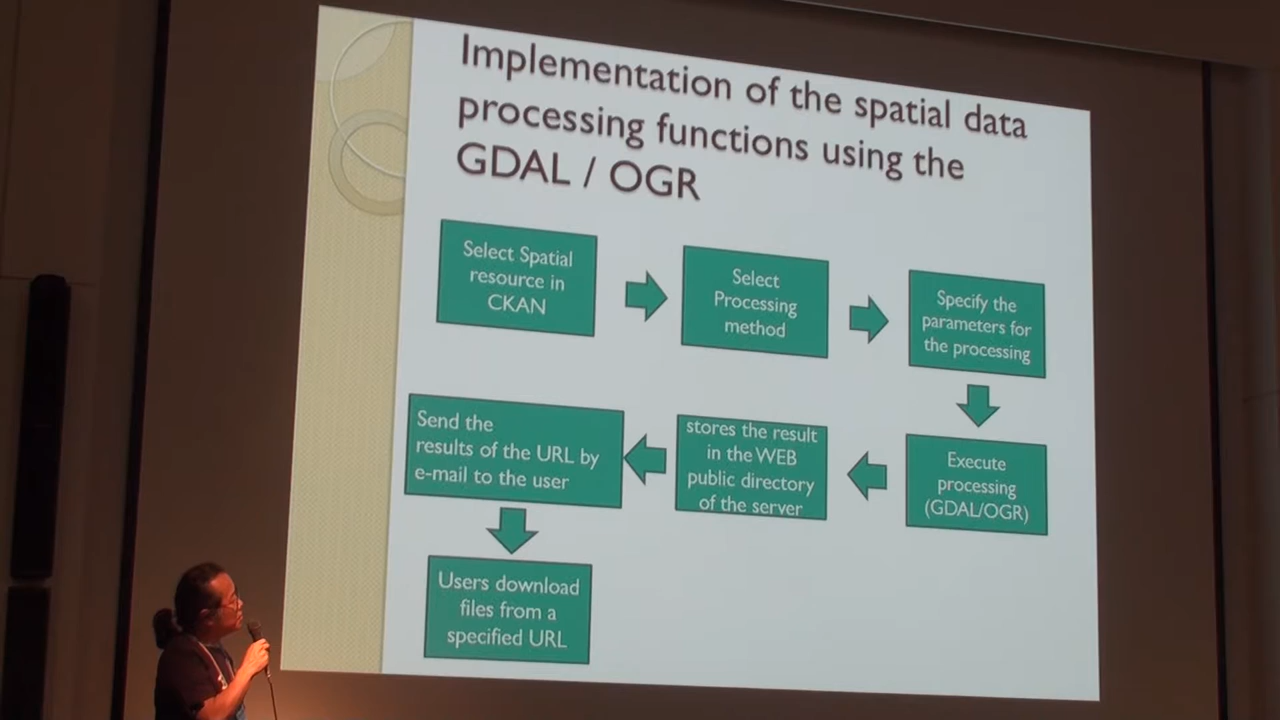 Implementation of the spatial data
processing functions using the
GDAL / OGR
Select Spatial
resource in
CKAN
Select
Processing
method
Specify the
parameters for
the processing
Execute
processing
(GDAL/OGR)
stores the result
in the WEB
public directory
of the server
Send the
results of the URL by
e-mail to the user
Users download
files from a
specified URL